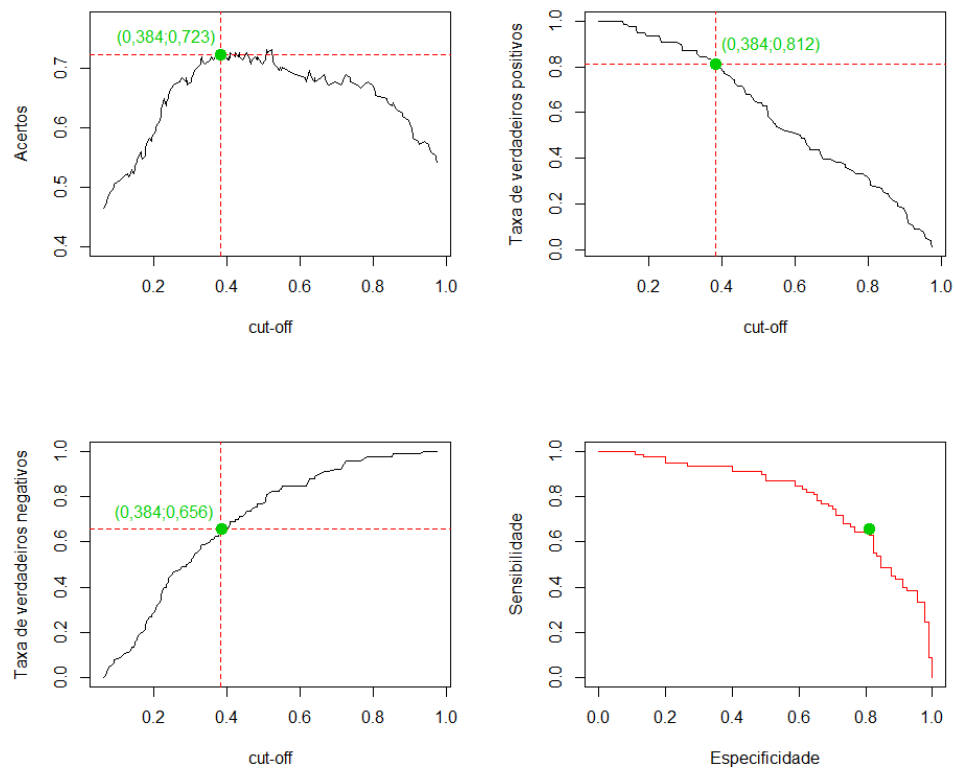 (0,384;0,723)
Acertos
0.4 0.5 0.6 0.7
0.2 0.4 0.6 0.8 1.0
cut-off
(0,384;0,812)
Taxa de verdadeiros positivos
0.0 0.2 0.4 0.6 0.8 1.0
0.2 0.4 0.6 0.8 1.0
cut-off
(0,384;0,656)
Taxa de verdadeiros negativos
0.0 0.2 0.4 0.6 0.8 1.0
0.2 0.4 0.6 0.8 1.0
cut-off
Sensibilidade
0.0 0.2 0.4 0.6 0.8 1.0
0.0 0.2 0.4 0.6 0.8 1.0
Especificidade